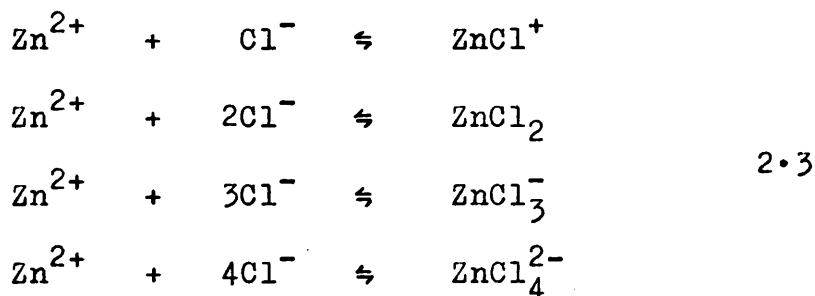 Zn²⁺ + Cl⁻ ⇋ ZnCl⁺
Zn²⁺ + 2Cl⁻ ⇋ ZnCl₂
2·3
Zn²⁺ + 3Cl⁻ ⇋ ZnCl₃⁻
Zn²⁺ + 4Cl⁻ ⇋ ZnCl₄²⁻